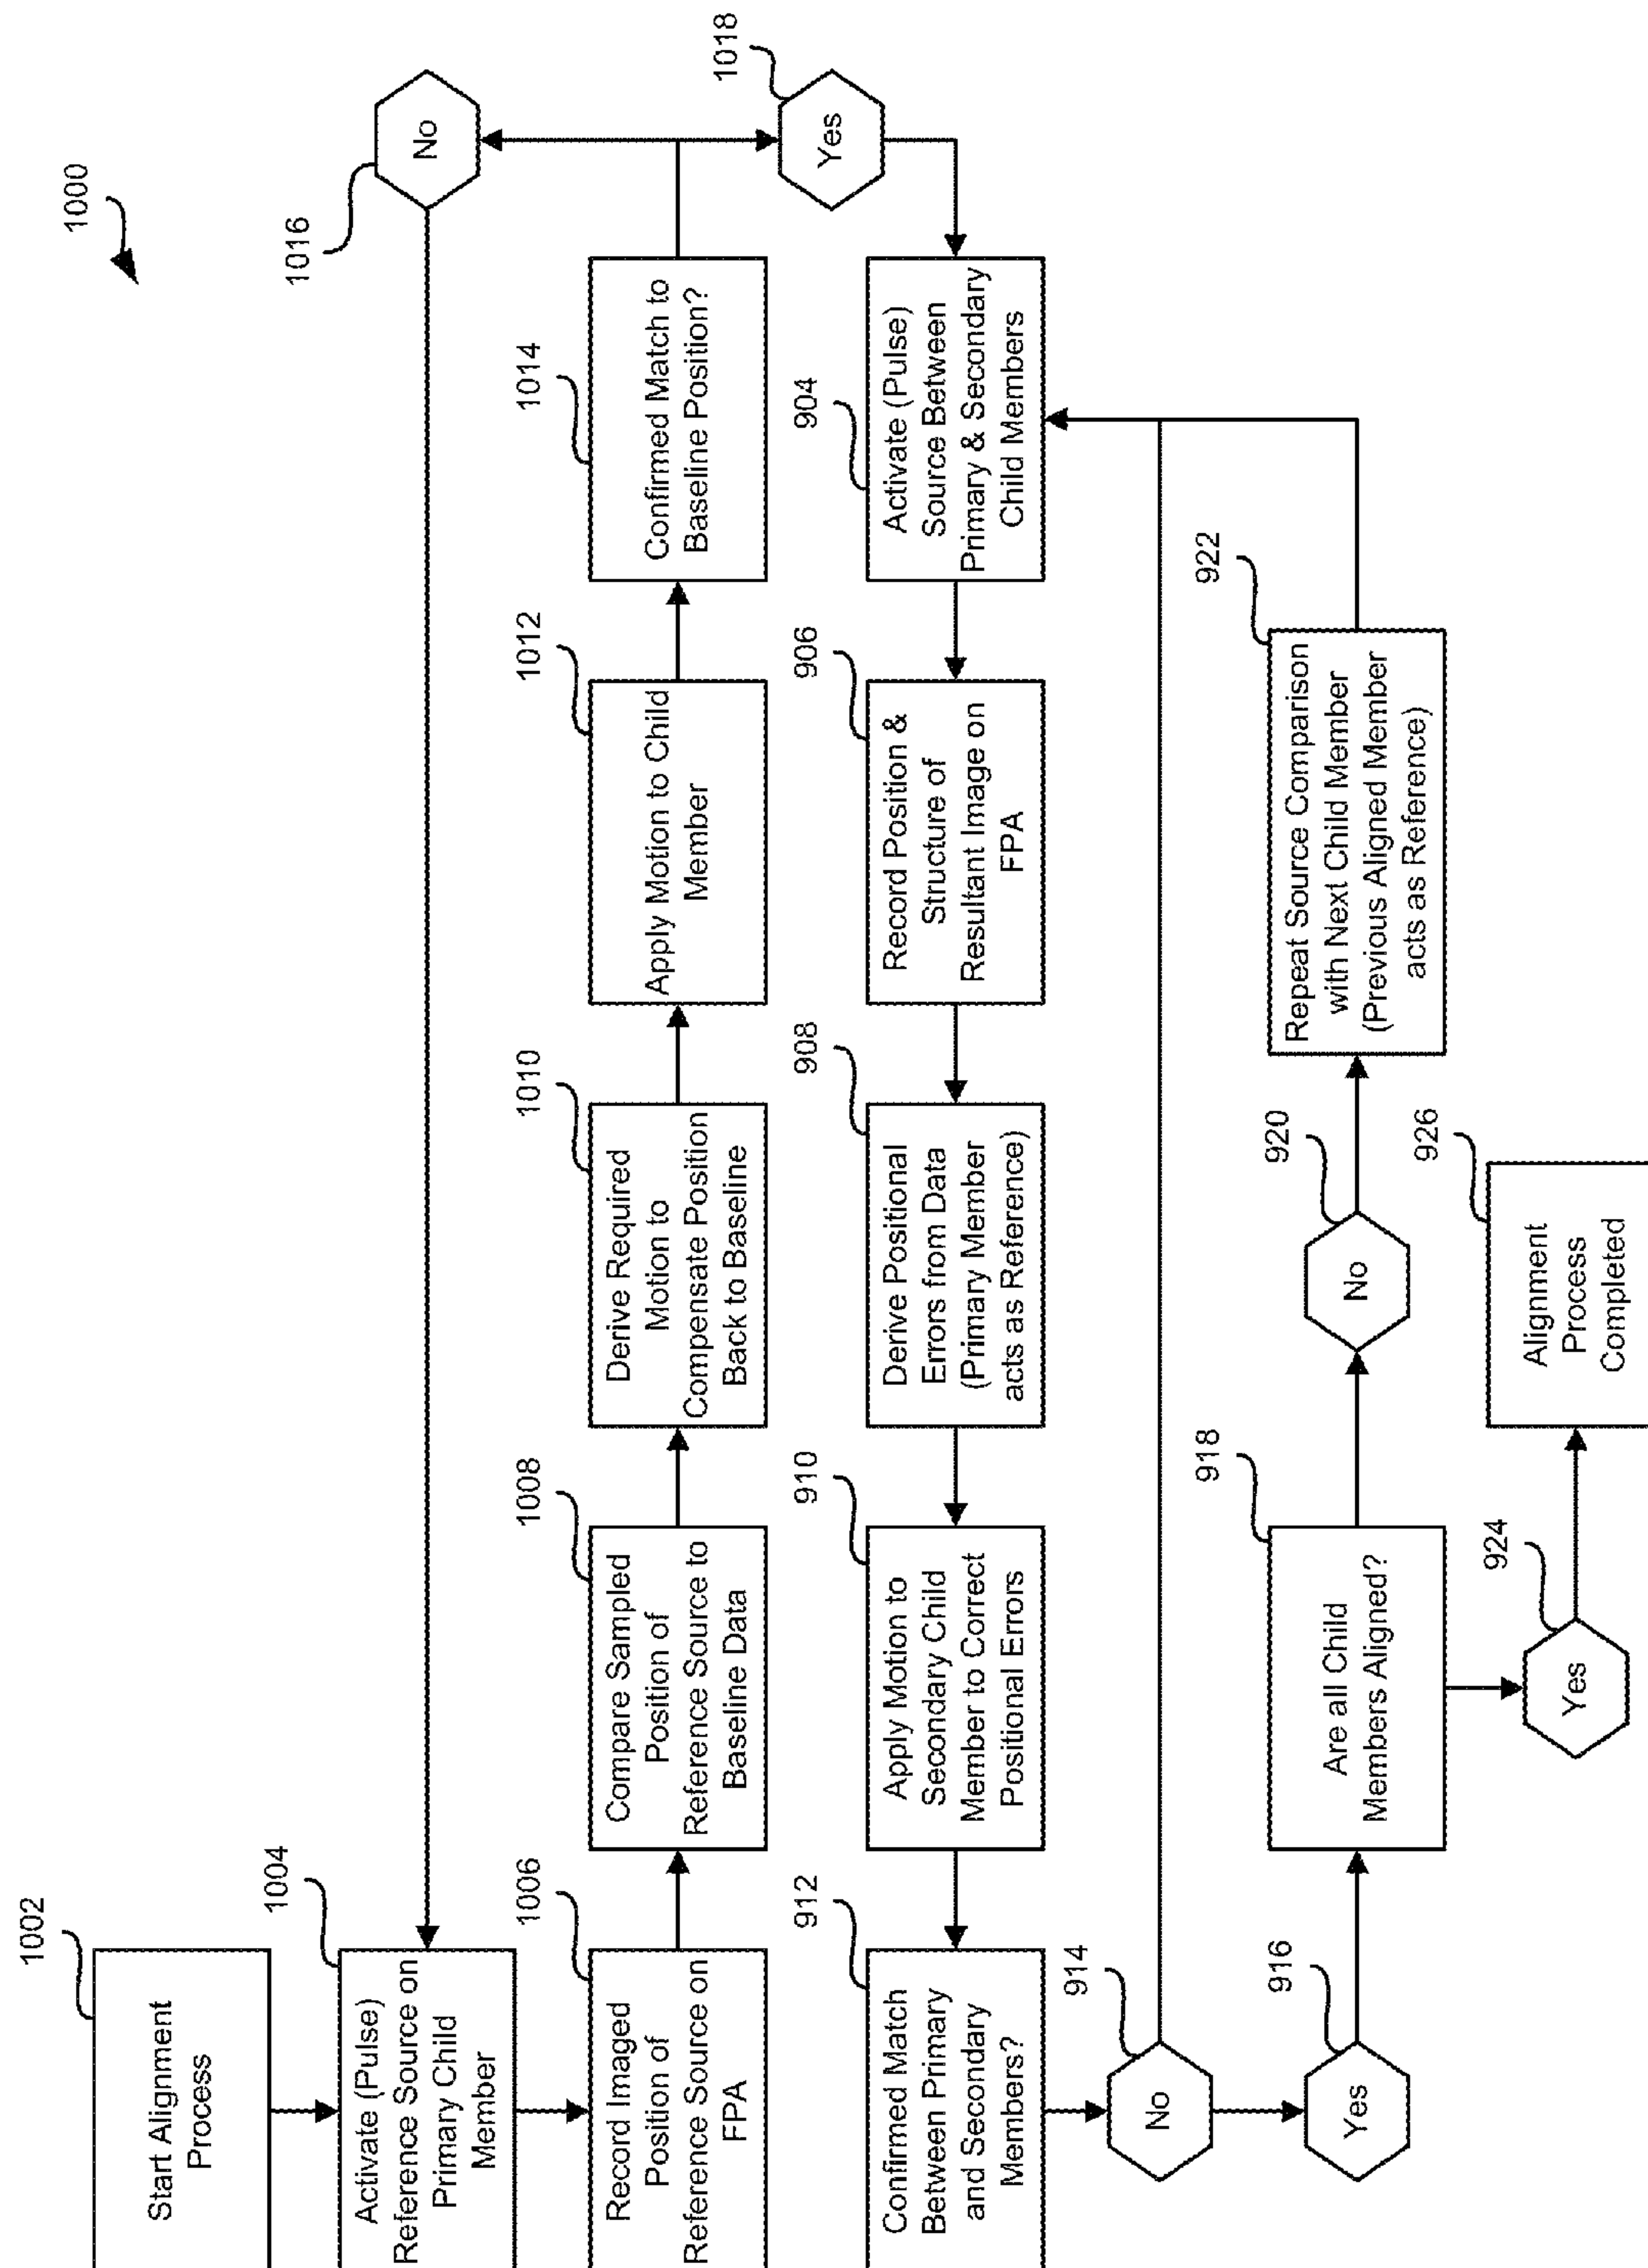 1000
1002
Start Alignment
Process
1004
Activate (Pulse)
Reference Source on
Primary Child
Member
1016
No
1006
Record Imaged
Position of
Reference Source on
FPA
1008
Compare Sampled
Position of
Reference Source to
Baseline Data
1010
Derive Required
Motion to
Compensate Position
Back to Baseline
1012
Apply Motion to Child
Member
1014
Confirmed Match to
Baseline Position?
1018
Yes
912
Confirmed Match
Between Primary
and Secondary
Members?
910
Apply Motion to
Secondary Child
Member to Correct
Positional Errors
908
Derive Positional
Errors from Data
(Primary Member
acts as Reference)
906
Record Position &
Structure of
Resultant Image on
FPA
904
Activate (Pulse)
Source Between
Primary & Secondary
Child Members
914
No
916
Yes
918
Are all Child
Members Aligned?
920
No
922
Repeat Source Comparison
with Next Child Member
(Previous Aligned Member
acts as Reference)
924
Yes
926
Alignment
Process
Completed